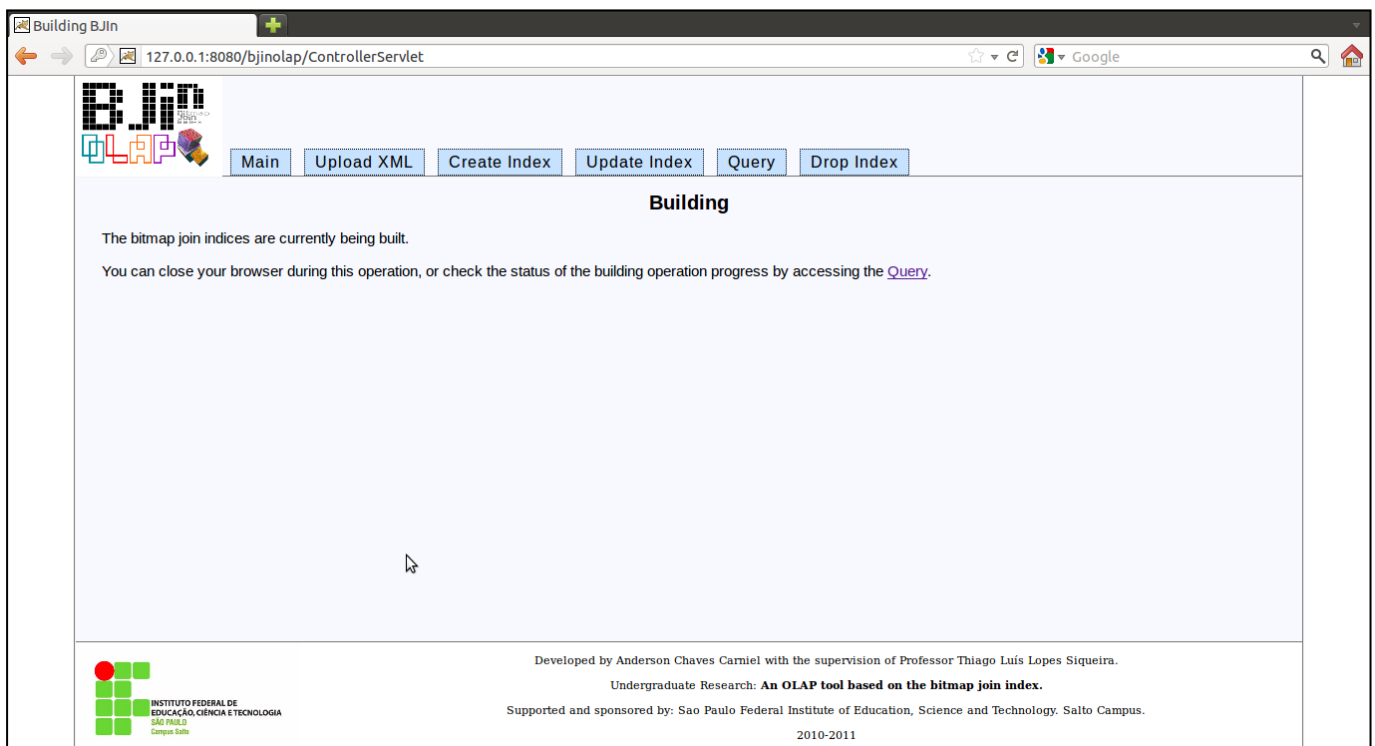 Building BJIn
127.0.0.1:8080/bjinolap/ControllerServlet
Google
BJIn
Join
OLAP
Main Upload XML Create Index Update Index Query Drop Index
Building
The bitmap join indices are currently being built.
You can close your browser during this operation, or check the status of the building operation progress by accessing the Query.
INSTITUTO FEDERAL DE
EDUCAÇÃO, CIÊNCIA E TECNOLOGIA
SÃO PAULO
Campus Salto
Developed by Anderson Chaves Carniel with the supervision of Professor Thiago Luís Lopes Siqueira.
Undergraduate Research: An OLAP tool based on the bitmap join index.
Supported and sponsored by: Sao Paulo Federal Institute of Education, Science and Technology. Salto Campus.
2010-2011